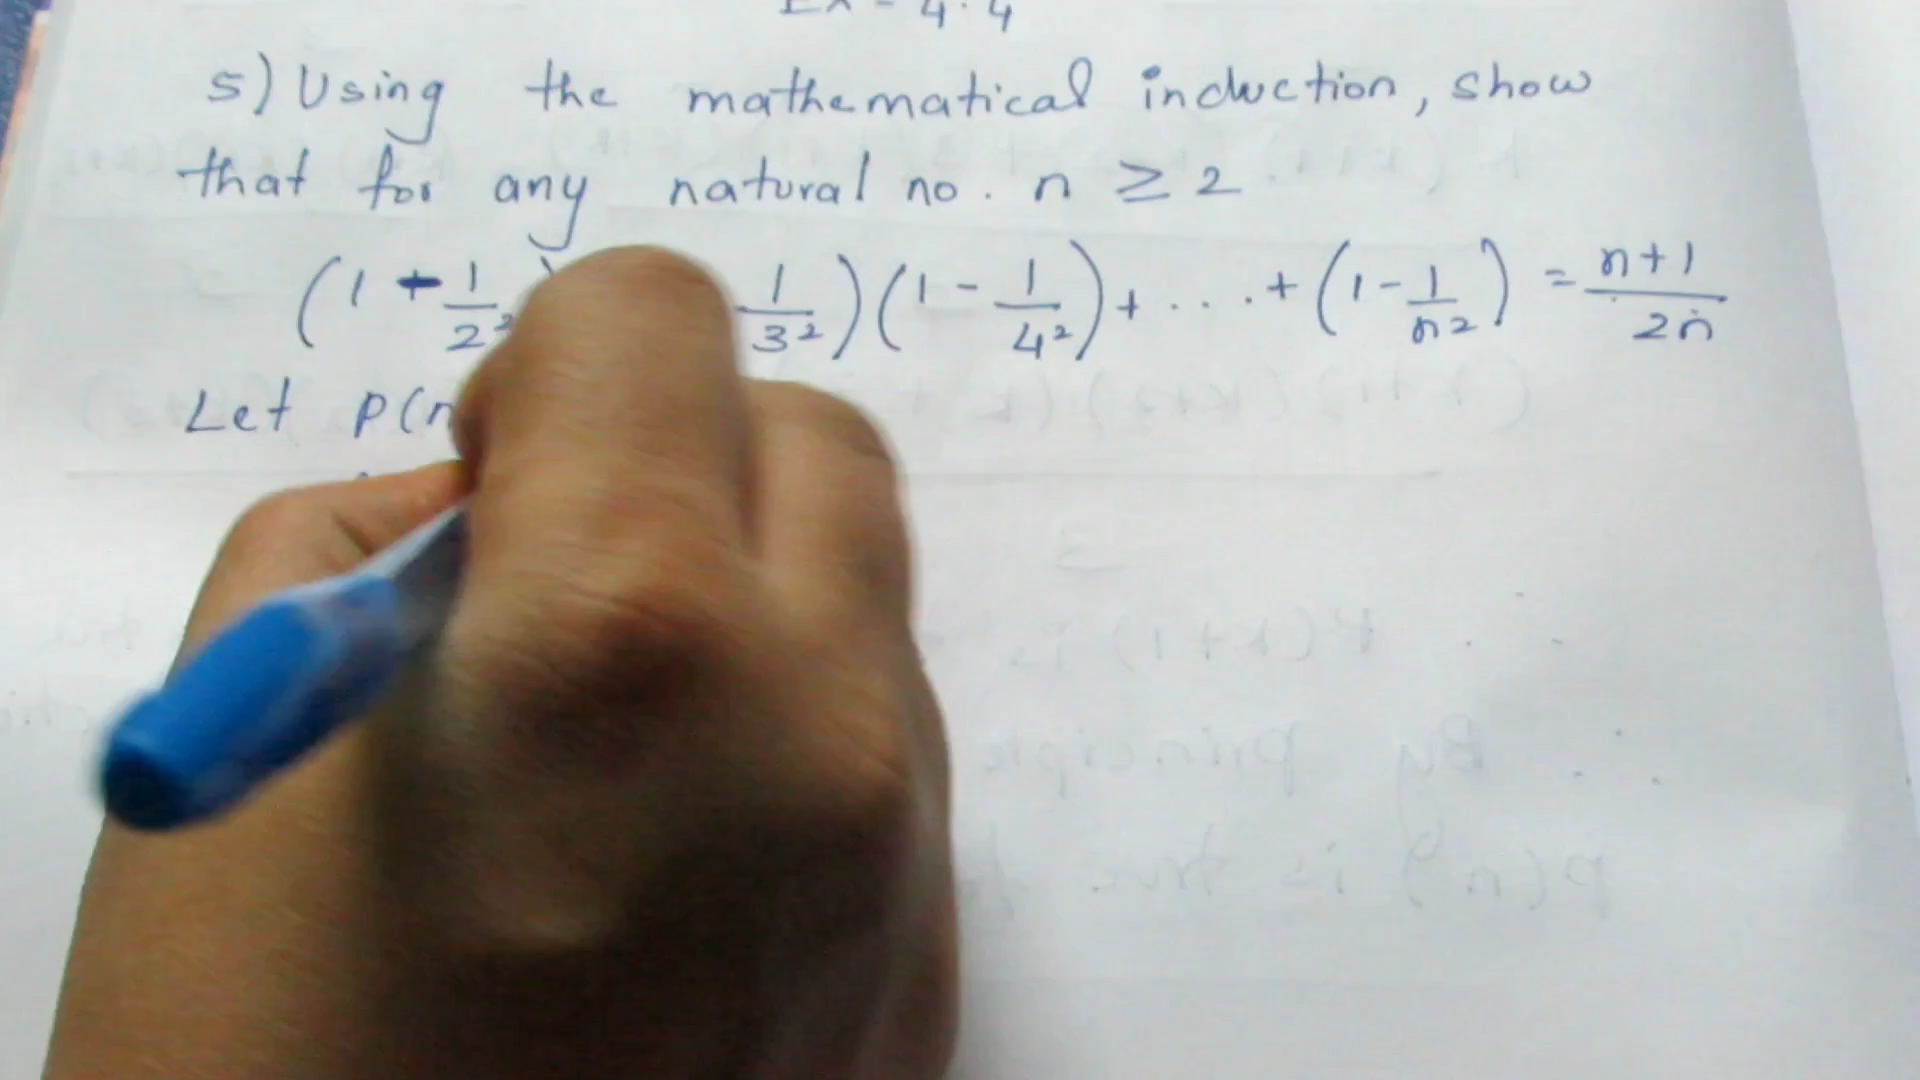 Ex - 4.4
5) Using the mathematical induction, show
that for any natural no. n ≥ 2
(1 - 1/2² 1/3²) (1 - 1/4²) + .... + (1 - 1/n²) = n+1/2n
Let P(n